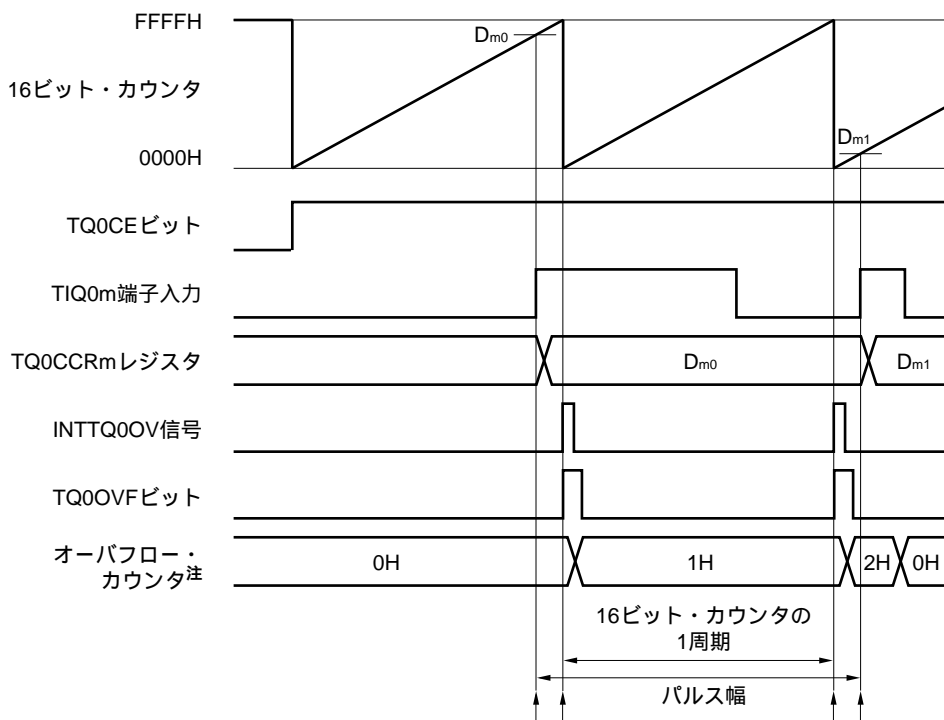 FFFFH
Dm0
16ビット・カウンタ
0000H
Dm1
TQ0CEビット
TIQ0m端子入力
TQ0CCRmレジスタ
Dm0
Dm1
INTTQ0OV信号
TQ0OVFビット
オーバフロー・
カウンタ注
0H
1H
2H
0H
16ビット・カウンタの
1周期
パルス幅